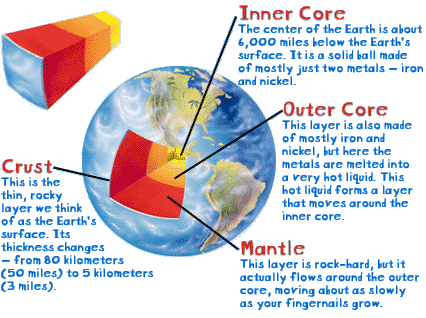 Inner Core
The center of the Earth is about
6,000 miles below the Earth's
surface. It is a solid ball made
of mostly just two metals – iron
and nickel.
Outer Core
This layer is also made
of mostly iron and
nickel, but here the
metals are melted into
a very hot liquid. This
hot liquid forms a layer
that moves around the
inner core.
Crust
This is the
thin, rocky
layer we think
of as the Earth's
surface. Its
thickness changes
– from 80 kilometers
(50 miles) to 5 kilometers
(3 miles).
Mantle
This layer is rock-hard, but it
actually flows around the outer
core, moving about as slowly
as your fingernails grow.